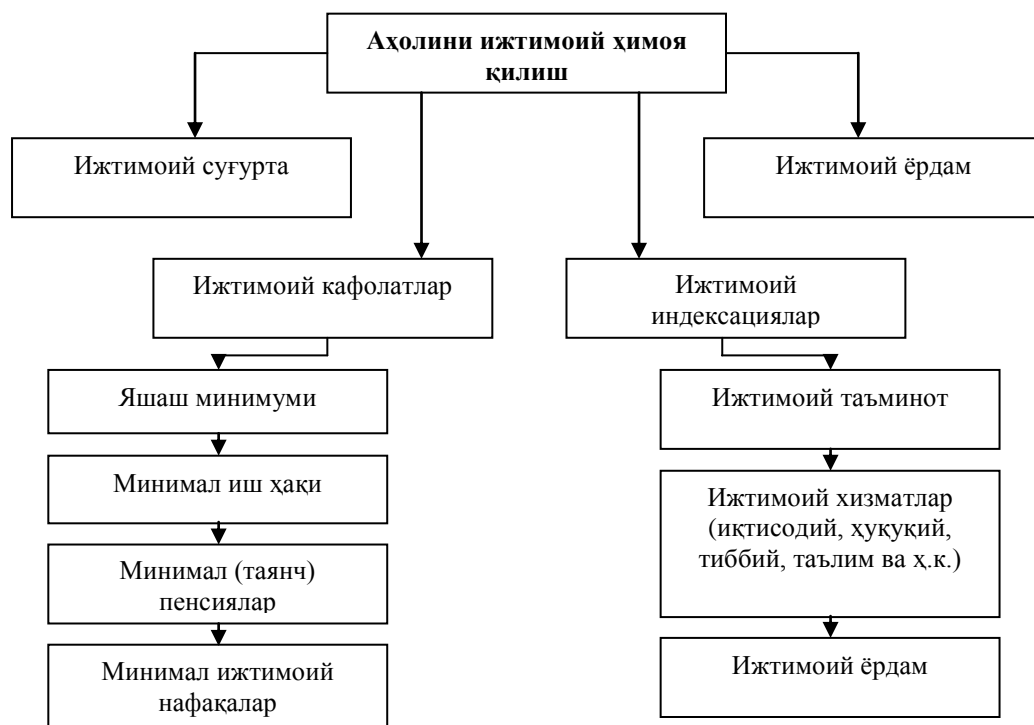 Аҳолини ижтимоий ҳимоя
қилиш
Ижтимоий суғурта
Ижтимоий ёрдам
Ижтимоий кафолатлар
Ижтимоий
индексациялар
Яшаш минимуми
Ижтимоий таъминот
Минимал иш ҳақи
Ижтимоий хизматлар
(иқтисодий, ҳуқуқий,
тиббий, таълим ва ҳ.к.)
Минимал (таянч)
пенсиялар
Минимал ижтимоий
нафақалар
Ижтимоий ёрдам